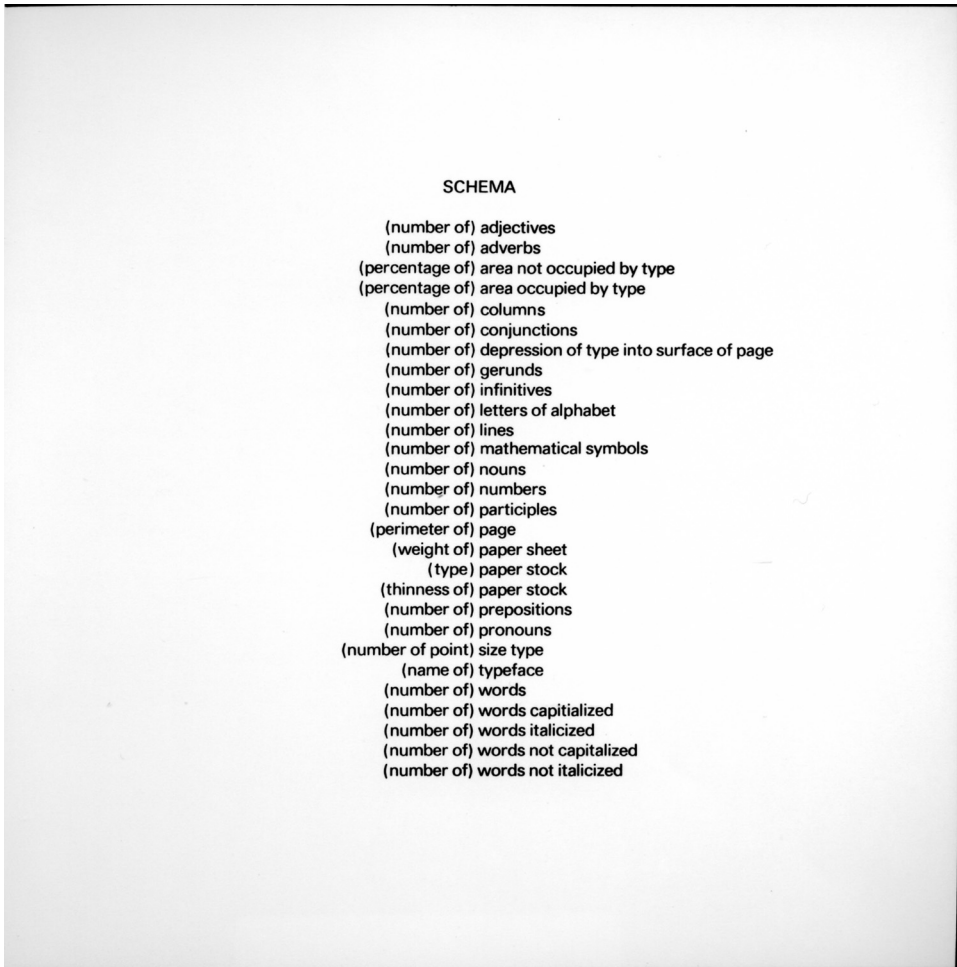 SCHEMA
(number of) adjectives
(number of) adverbs
(percentage of) area not occupied by type
(percentage of) area occupied by type
(number of) columns
(number of) conjunctions
(number of) depression of type into surface of page
(number of) gerunds
(number of) infinitives
(number of) letters of alphabet
(number of) lines
(number of) mathematical symbols
(number of) nouns
(number of) numbers
(number of) participles
(perimeter of) page
(weight of) paper sheet
(type) paper stock
(thinness of) paper stock
(number of) prepositions
(number of) pronouns
(number of point) size type
(name of) typeface
(number of) words
(number of) words capitialized
(number of) words italicized
(number of) words not capitalized
(number of) words not italicized